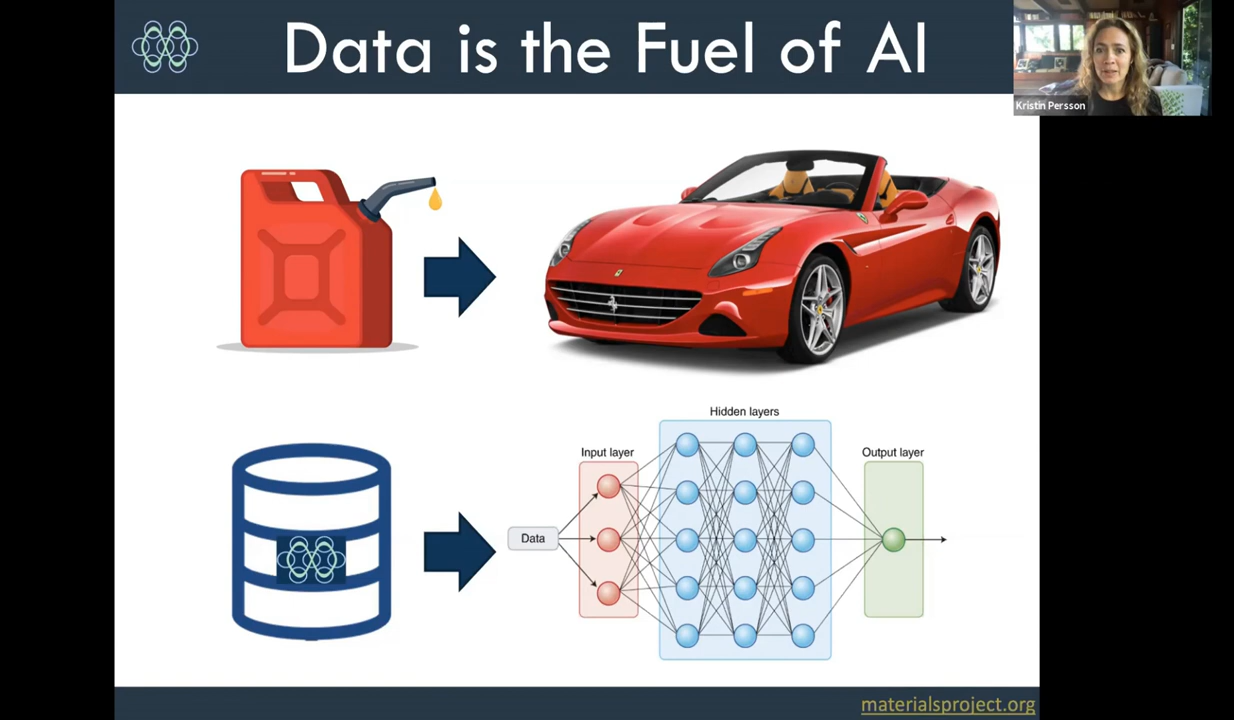 Data is the Fuel of AI
Kristin Persson
Hidden layers
Input layer
Output layer
Data
materialsproject.org